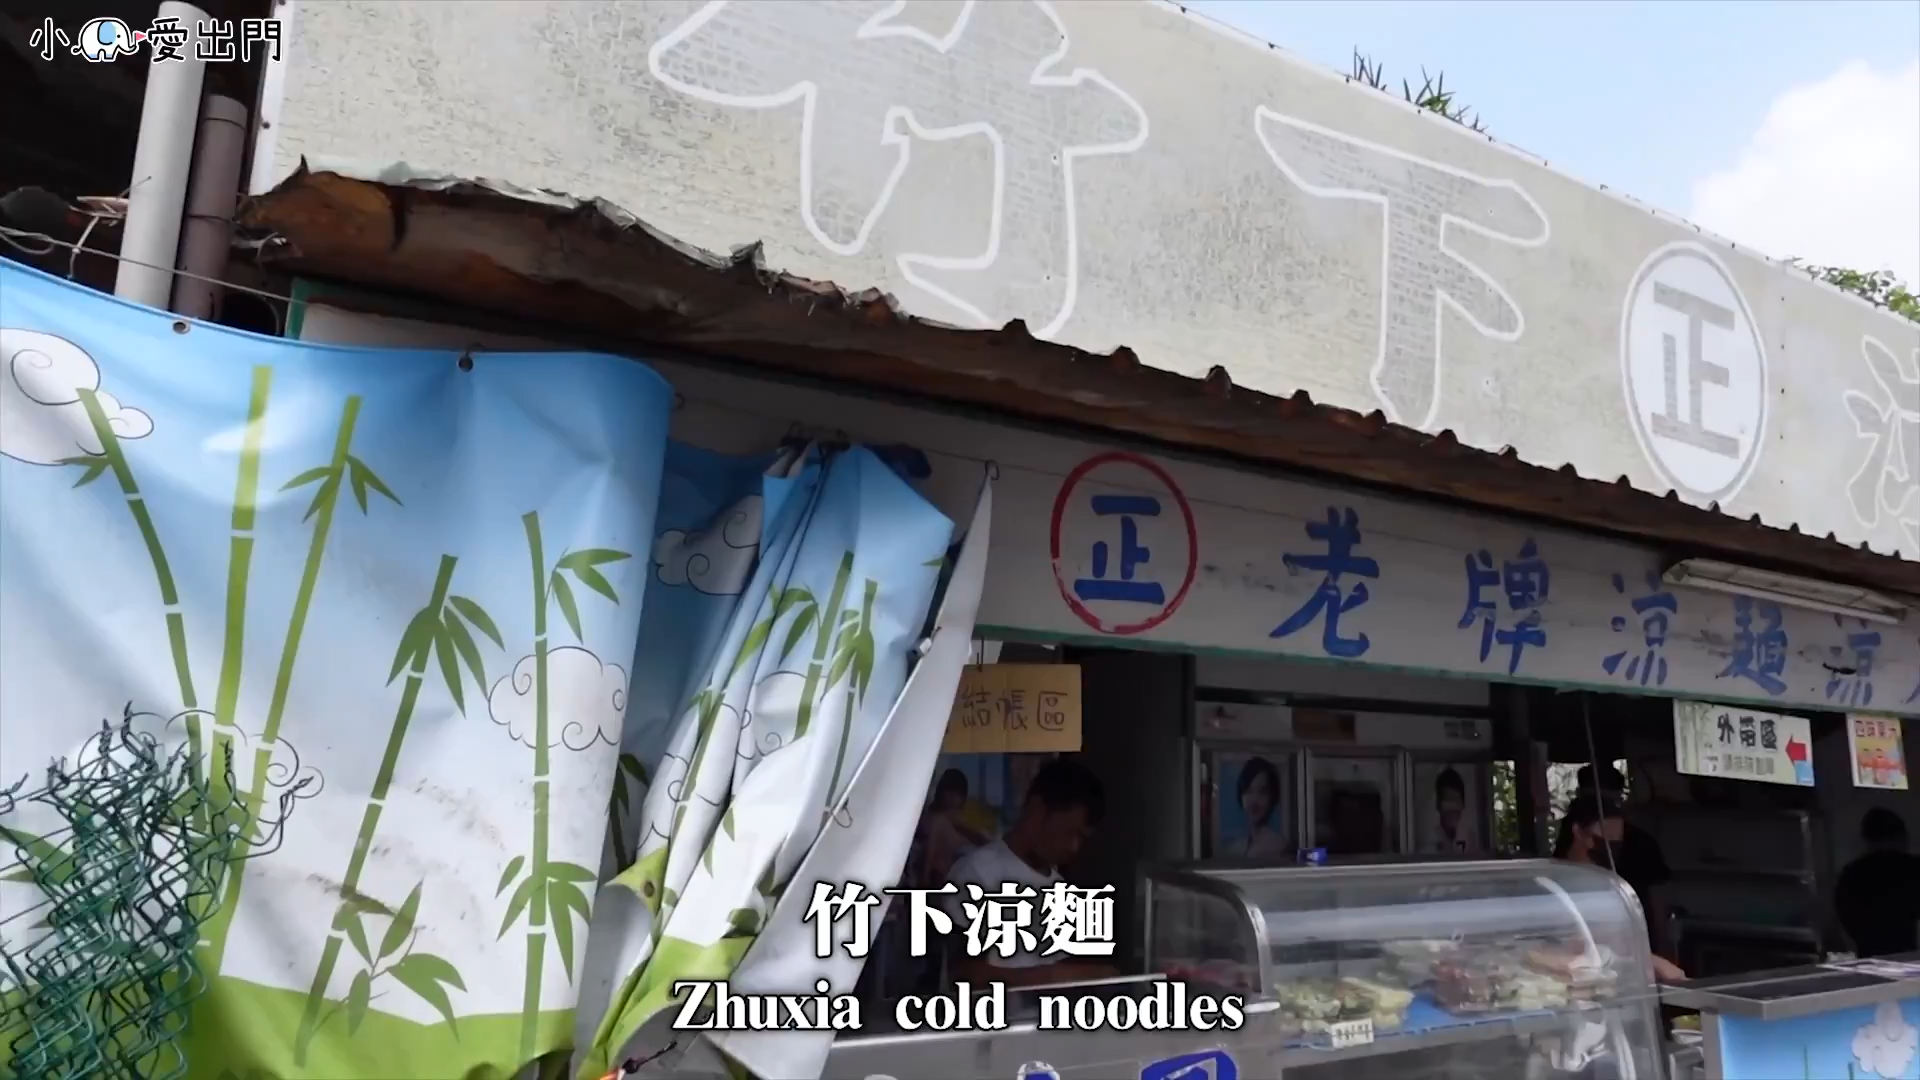 小愛出門
竹下㊣涼
㊣老牌涼麵涼
結帳區
外帶區
竹下涼麵
Zhuxia cold noodles